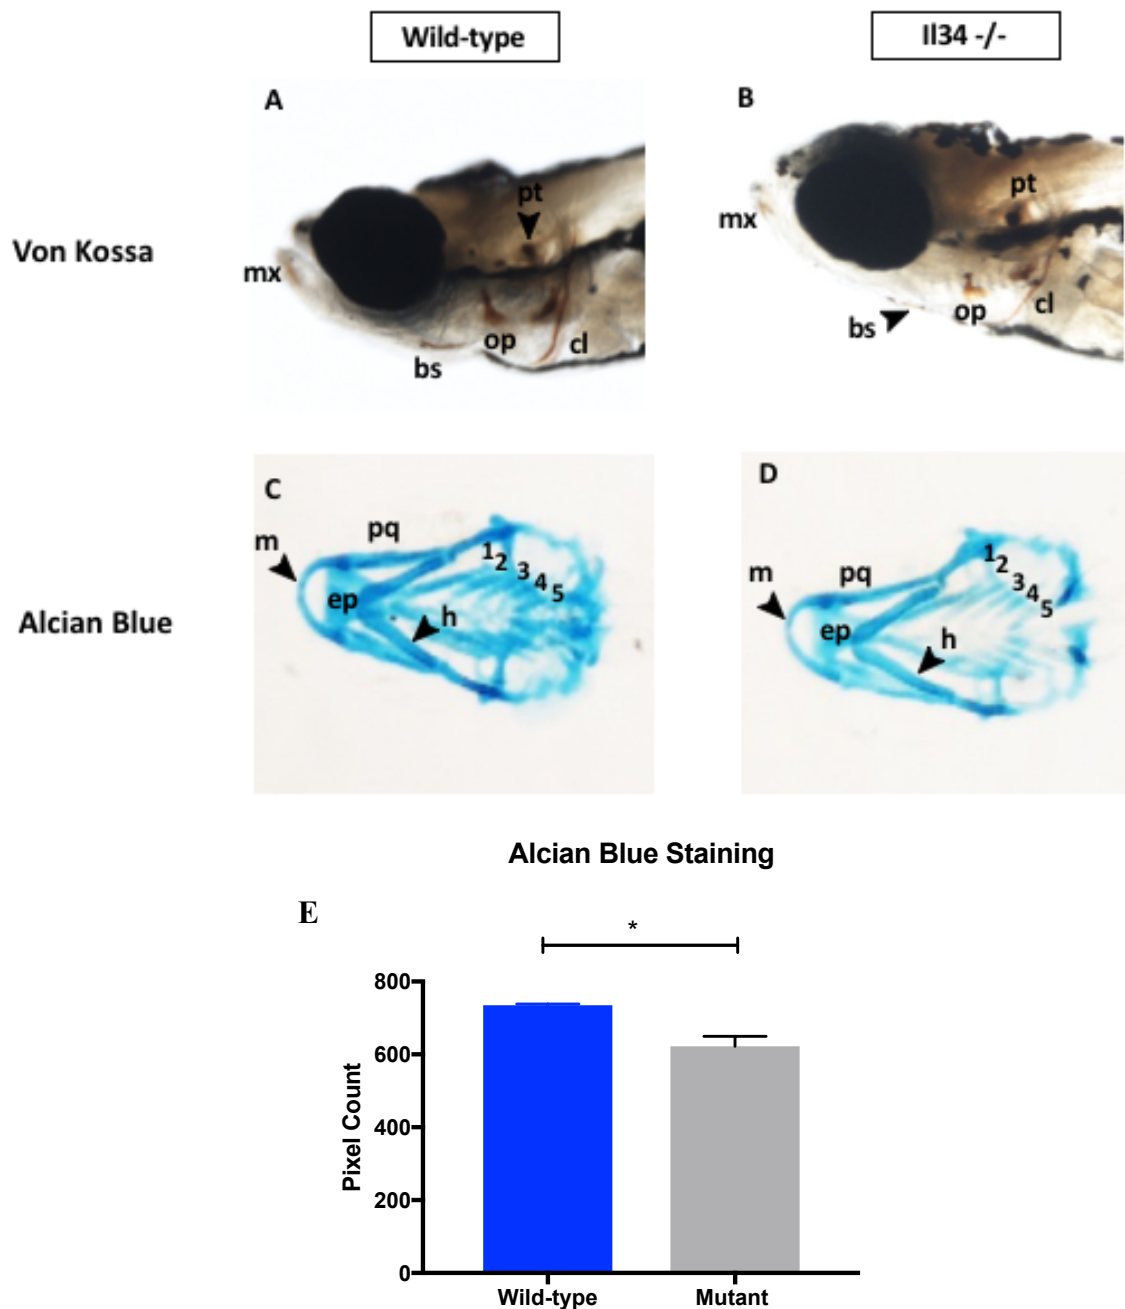 Wild-type
Il34 -/-
Von Kossa
A
pt
mx
op
cl
bs
B
pt
mx
op
cl
bs
Alcian Blue
C
m
pq
1 2 3 4 5
ep
h
D
m
pq
1 2 3 4 5
ep
h
Alcian Blue Staining
E
*
800
600
400
200
0
Pixel Count
Wild-type
Mutant